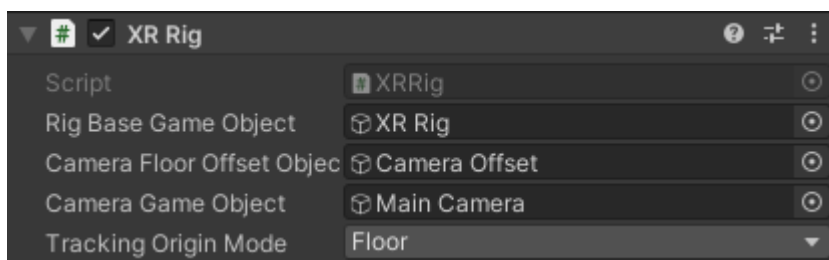 XR Rig
Script XRRig
Rig Base Game Object XR Rig
Camera Floor Offset Objec Camera Offset
Camera Game Object Main Camera
Tracking Origin Mode Floor